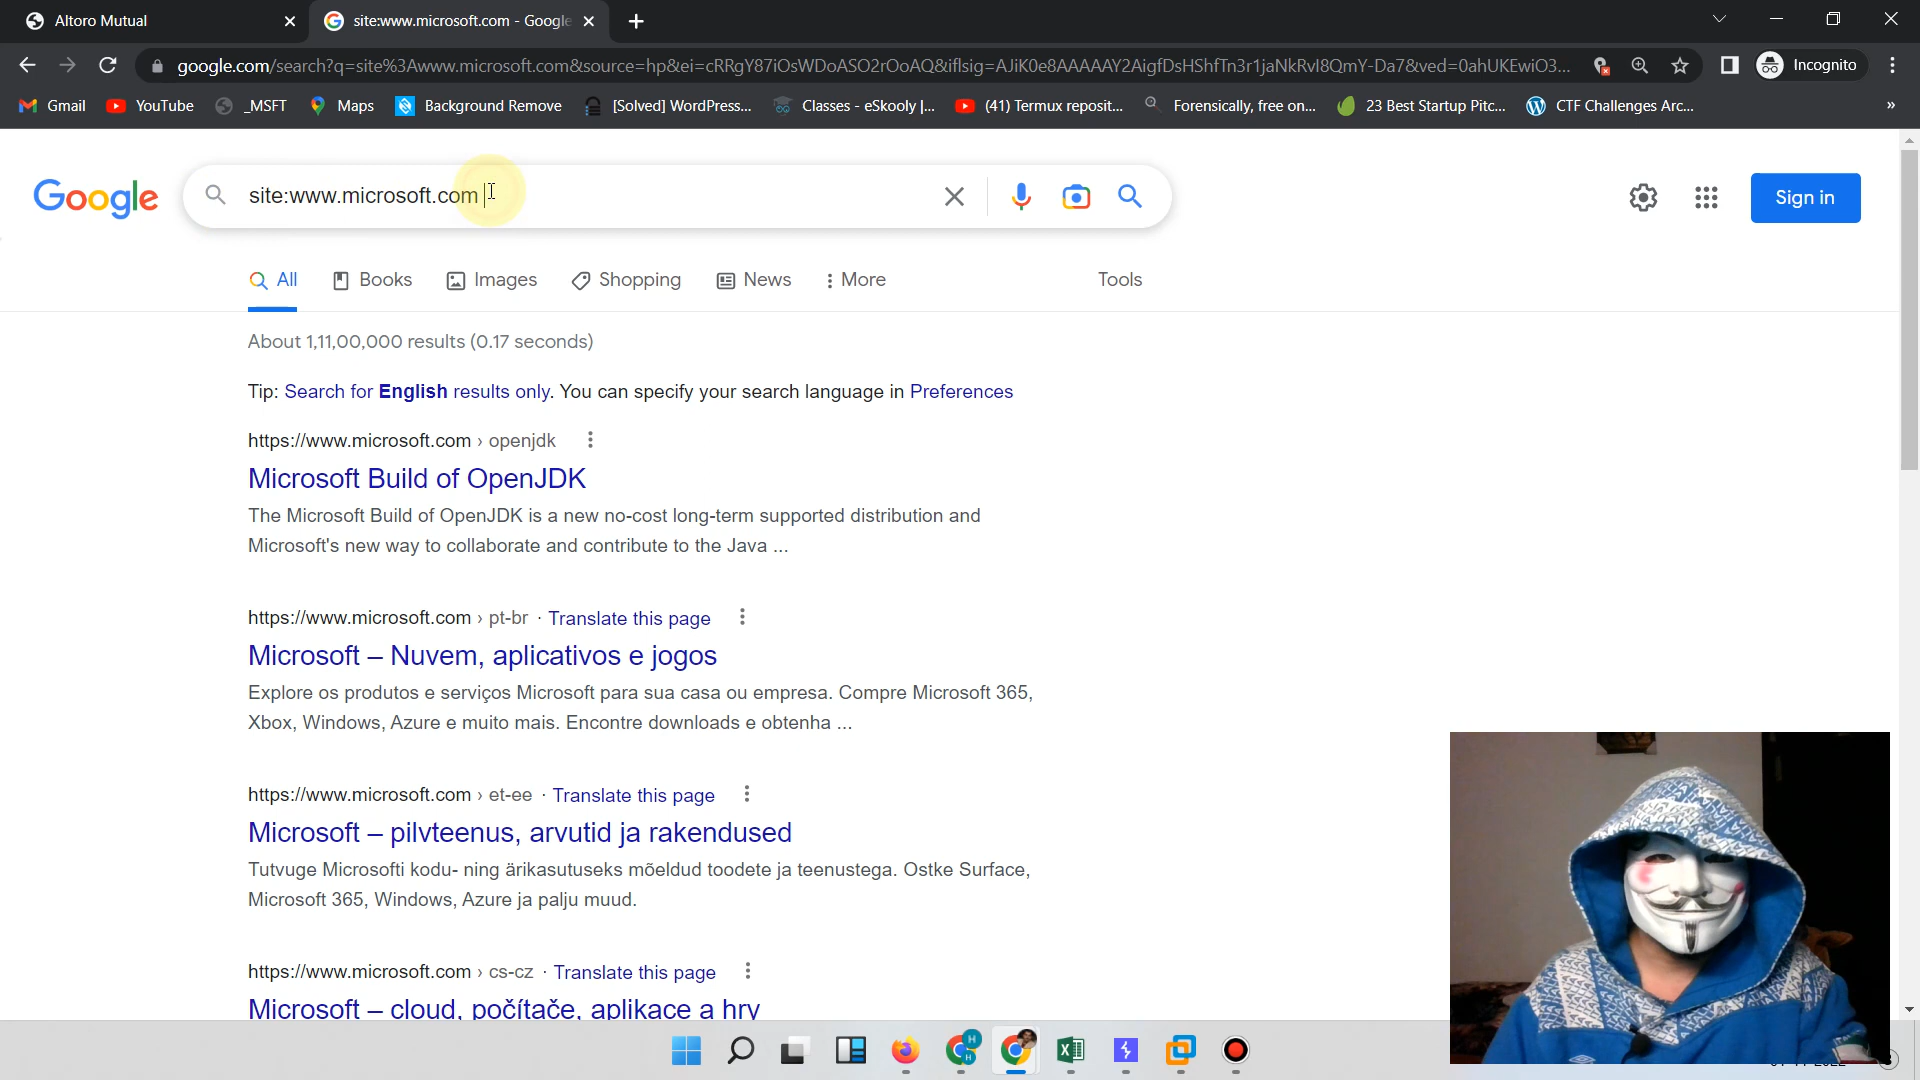 Altoro Mutual
site:www.microsoft.com - Google
google.com/search?q=site%3Awww.microsoft.com&source=hp&ei=cRRgY87iOsWDoASO2rOoAQ&iflsig=AJiK0e8AAAAAY2AigfDsHShfTn3r1jaNkRvl8QmY-Da7&ved=0ahUKEwiO3...
Incognito
Gmail YouTube _MSFT Maps Background Remove [Solved] WordPress... Classes - eSkooly |... (41) Termux reposit... Forensically, free on... 23 Best Startup Pitc... CTF Challenges Arc... »
Google
site:www.microsoft.com
Sign in
All Books Images Shopping News More Tools
About 1,11,00,000 results (0.17 seconds)
Tip: Search for English results only. You can specify your search language in Preferences
https://www.microsoft.com › openjdk
Microsoft Build of OpenJDK
The Microsoft Build of OpenJDK is a new no-cost long-term supported distribution and
Microsoft's new way to collaborate and contribute to the Java ...
https://www.microsoft.com › pt-br · Translate this page
Microsoft – Nuvem, aplicativos e jogos
Explore os produtos e serviços Microsoft para sua casa ou empresa. Compre Microsoft 365,
Xbox, Windows, Azure e muito mais. Encontre downloads e obtenha ...
https://www.microsoft.com › et-ee · Translate this page
Microsoft – pilvteenus, arvutid ja rakendused
Tutvuge Microsofti kodu- ning ärikasutuseks mõeldud toodete ja teenustega. Ostke Surface,
Microsoft 365, Windows, Azure ja palju muud.
https://www.microsoft.com › cs-cz · Translate this page
Microsoft – cloud, počítače, aplikace a hry